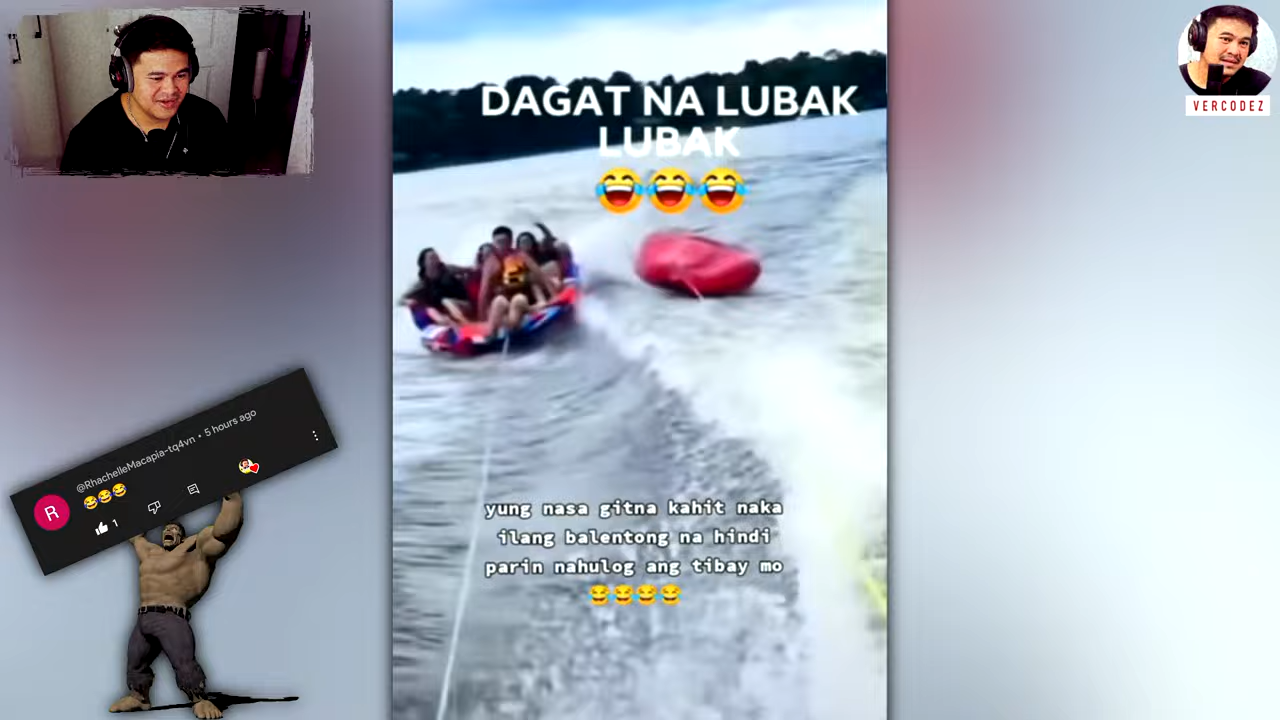 VERCODEZ
DAGAT NA LUBAK
LUBAK
😂😂😂
@RhachelleMacapia-tq4vn • 5 hours ago
R
😂😂😂
1
yung nasa gitna kahit naka
ilang balentong na hindi
parin nahulog ang tibay mo
😂😂😂😂